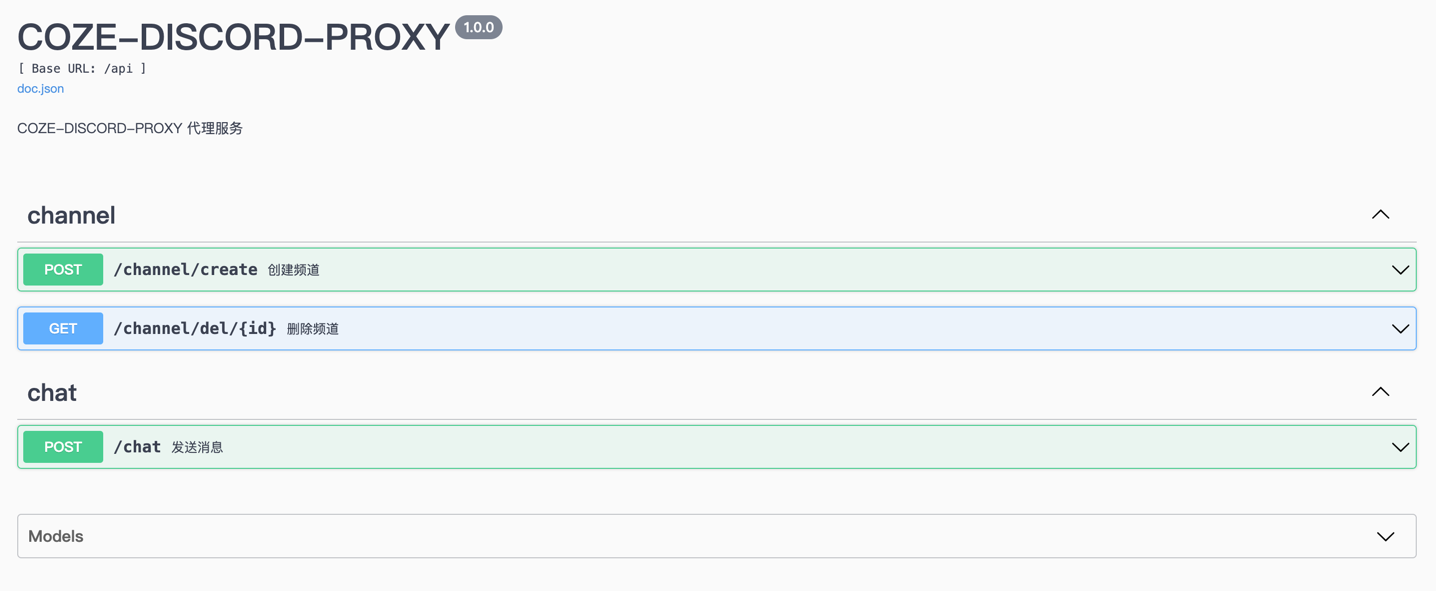 COZE-DISCORD-PROXY 1.0.0
[ Base URL: /api ]
doc.json
COZE-DISCORD-PROXY 代理服务
channel
POST /channel/create 创建频道
GET /channel/del/{id} 删除频道
chat
POST /chat 发送消息
Models